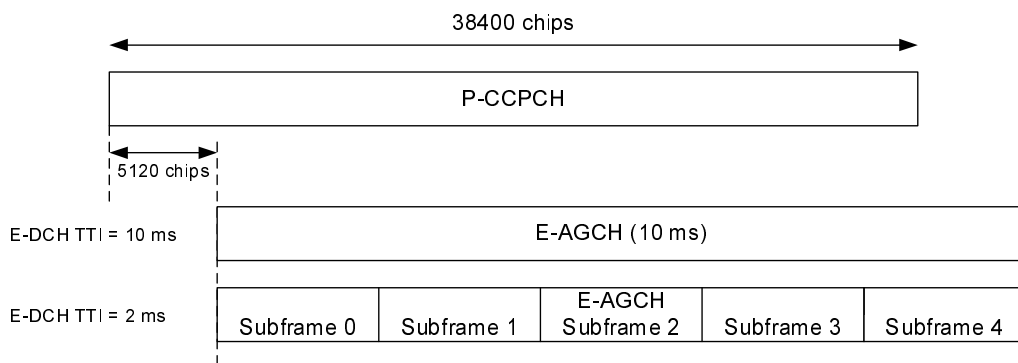 38400 chips
P-CCPCH
5120 chips
E-DCH TTI = 10 ms
E-AGCH (10 ms)
E-DCH TTI = 2 ms
E-AGCH
Subframe 0
Subframe 1
Subframe 2
Subframe 3
Subframe 4